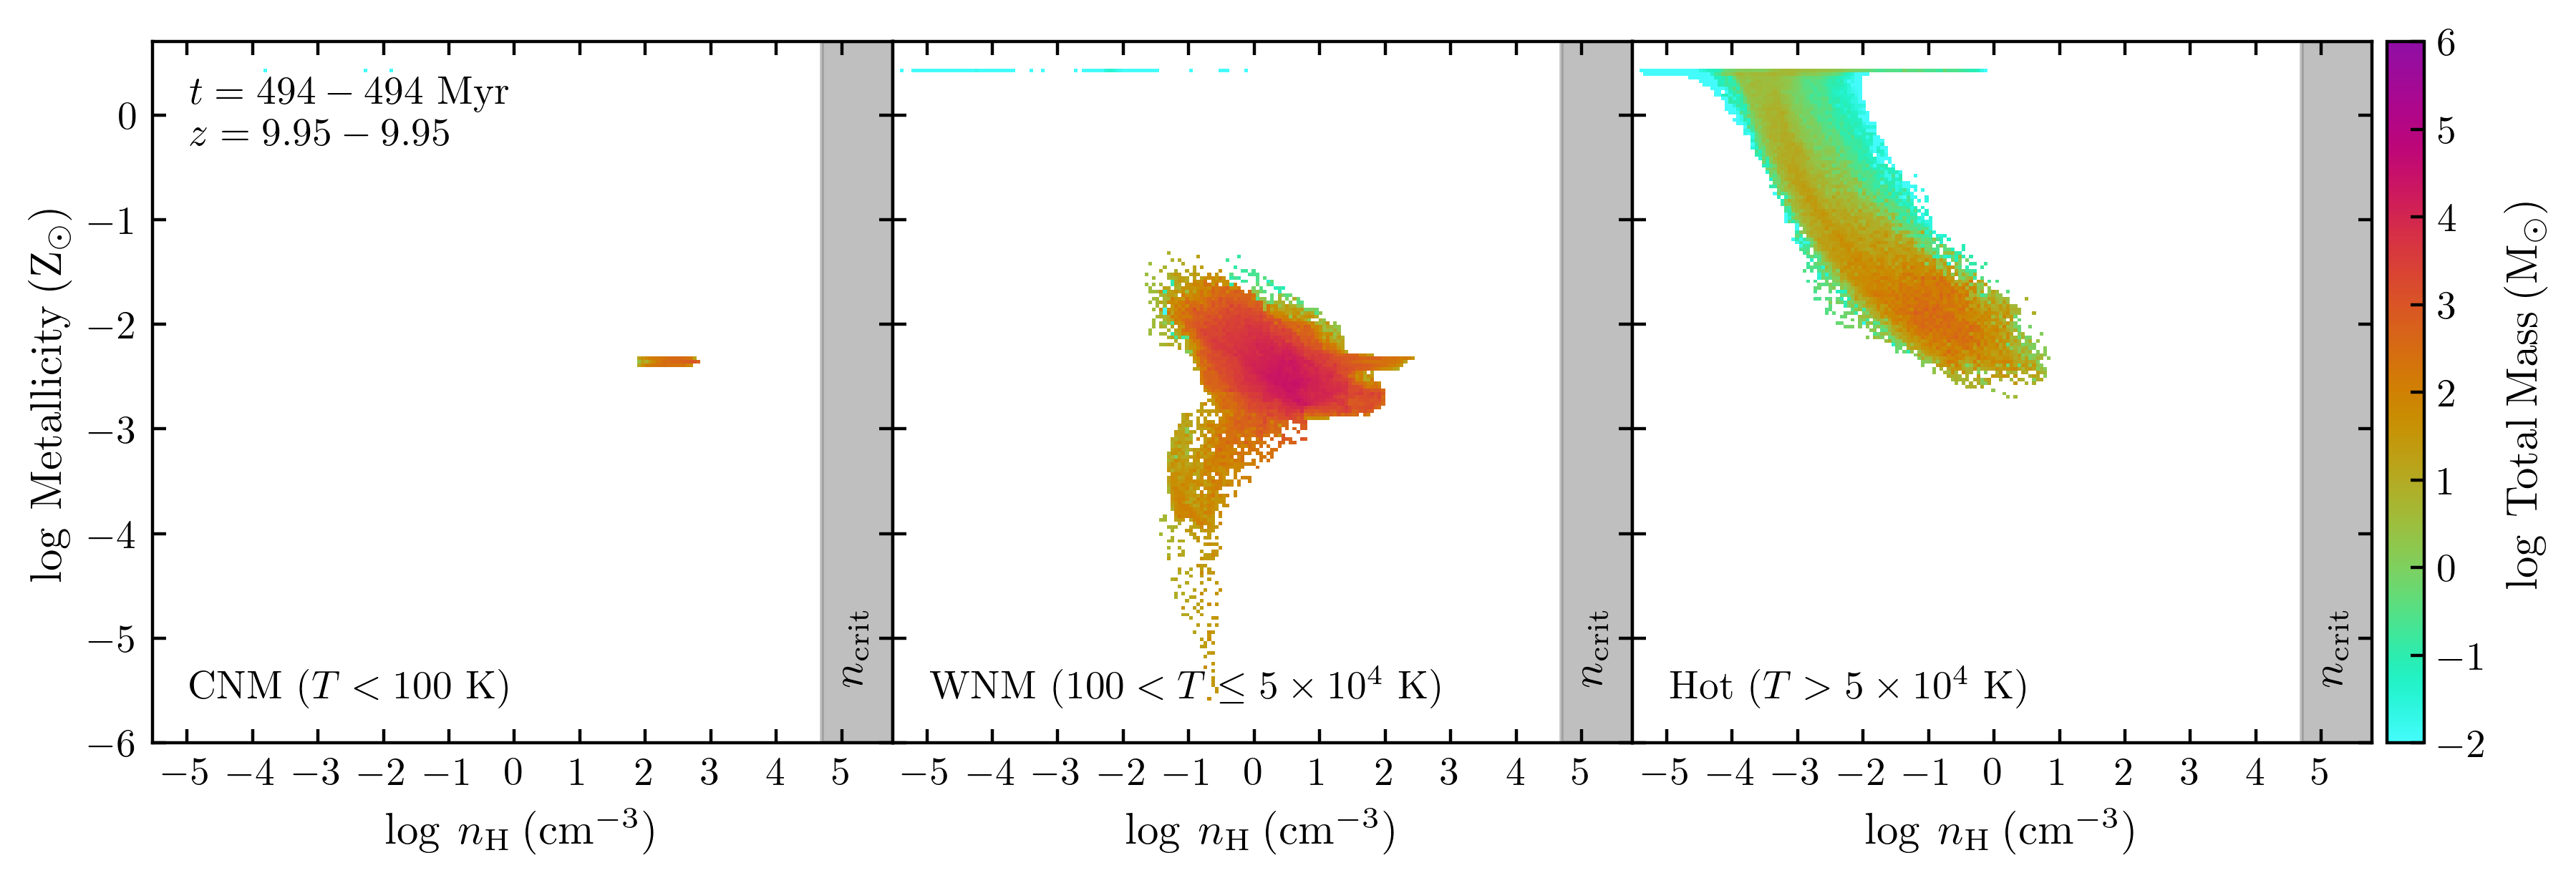 t = 494 − 494 Myr
z = 9.95 − 9.95
log Metallicity (Z⊙)
0
−1
−2
−3
−4
−5
−6
CNM (T < 100 K)
WNM (100 < T ≤ 5 × 10⁴ K)
Hot (T > 5 × 10⁴ K)
n_crit
n_crit
n_crit
−5 −4 −3 −2 −1 0 1 2 3 4 5
−5 −4 −3 −2 −1 0 1 2 3 4 5
−5 −4 −3 −2 −1 0 1 2 3 4 5
log n_H (cm⁻³)
log n_H (cm⁻³)
log n_H (cm⁻³)
6
5
4
3
2
1
0
−1
−2
log Total Mass (M⊙)